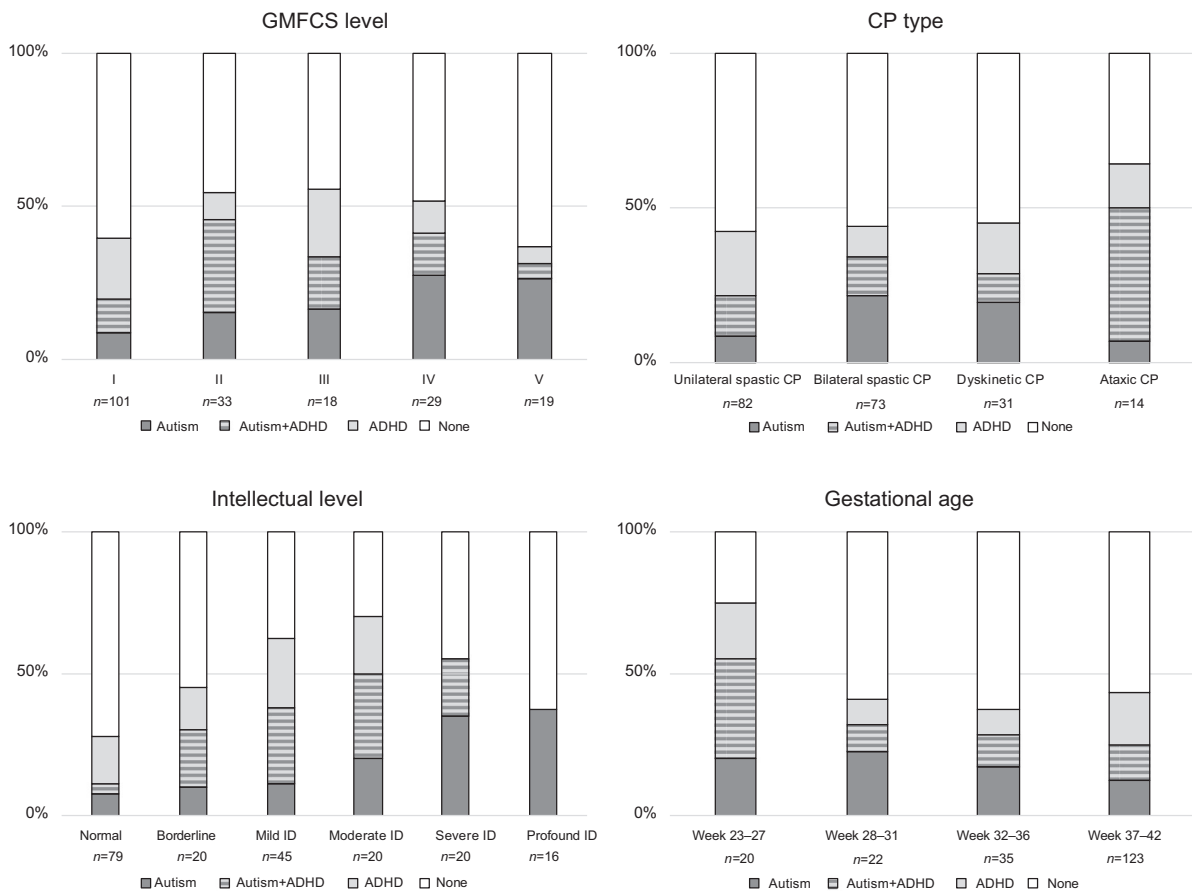 GMFCS level
100%
50%
0%
I II III IV V
n=101 n=33 n=18 n=29 n=19
Autism Autism+ADHD ADHD None
CP type
100%
50%
0%
Unilateral spastic CP Bilateral spastic CP Dyskinetic CP Ataxic CP
n=82 n=73 n=31 n=14
Autism Autism+ADHD ADHD None
Intellectual level
100%
50%
0%
Normal Borderline Mild ID Moderate ID Severe ID Profound ID
n=79 n=20 n=45 n=20 n=20 n=16
Autism Autism+ADHD ADHD None
Gestational age
100%
50%
0%
Week 23–27 Week 28–31 Week 32–36 Week 37–42
n=20 n=22 n=35 n=123
Autism Autism+ADHD ADHD None